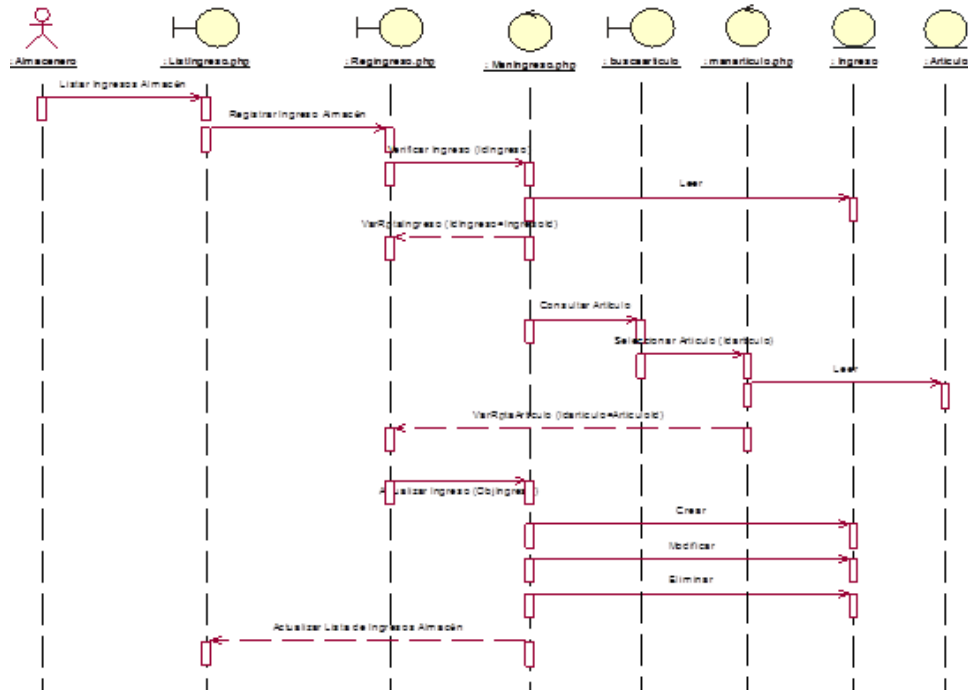 : Almacenero
: ListIngreso.php
: RegIngreso.php
: ManIngreso.php
: buscaarticulo
: manarticulo.php
: Ingreso
: Articulo
Listar Ingresos Almacén
Registrar Ingreso Almacén
Verificar Ingreso (IdIngreso)
Leer
VarRptaIngreso (IdIngreso=IngresoId)
Consultar Articulo
Seleccionar Articulo (Idarticulo)
Leer
VarRptaArticulo (Idarticulo=ArticuloId)
Actualizar Ingreso (ObjIngreso)
Crear
Modificar
Eliminar
Actualizar Lista de Ingresos Almacén